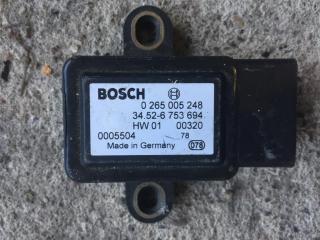 BOSCH
0 265 005 248
34.52-6 753 694
HW 01 00320
0005504 78
Made in Germany 078